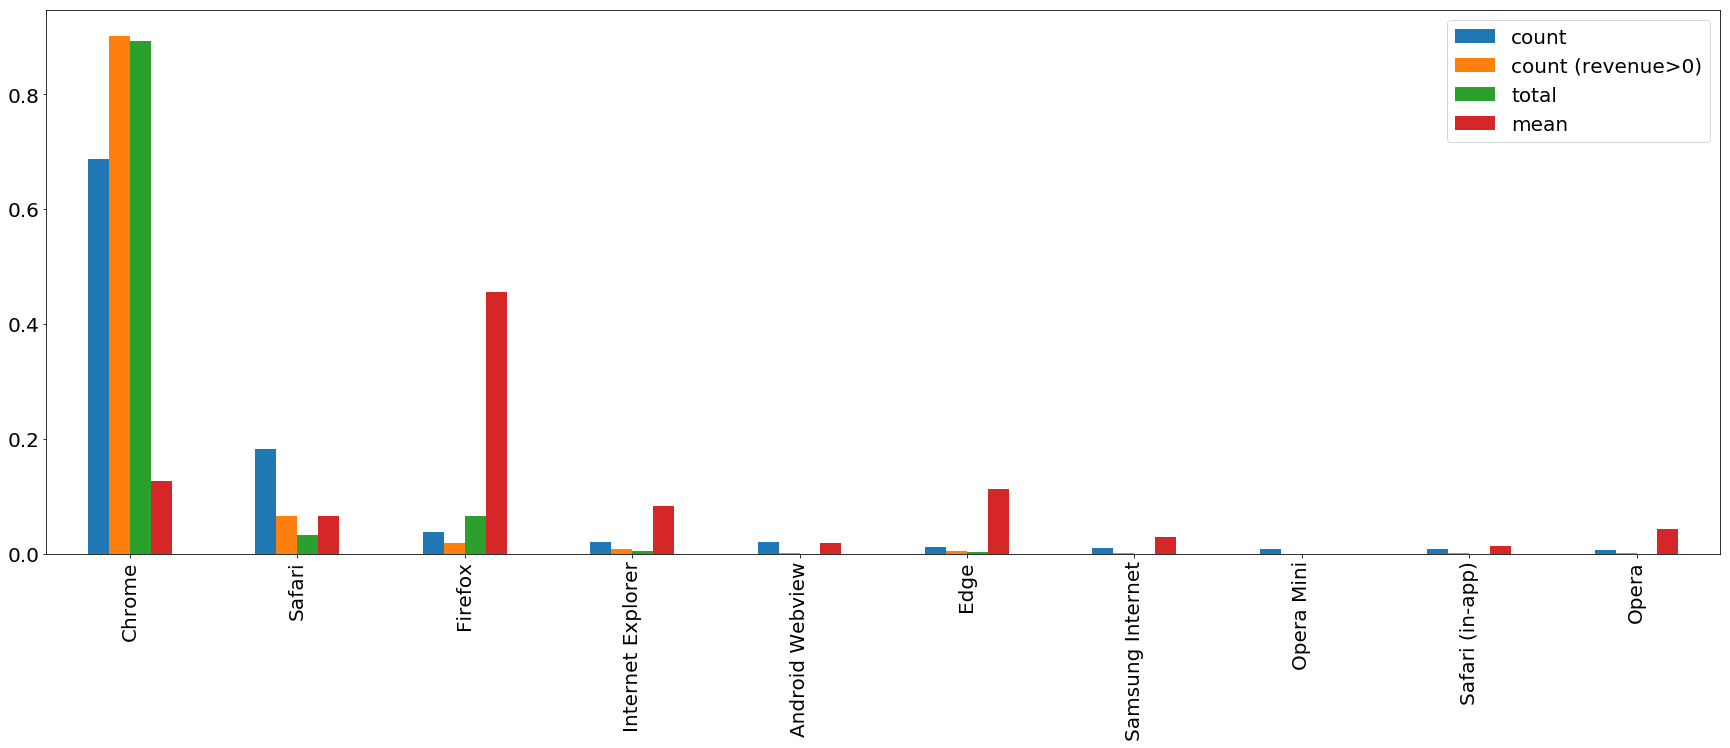 0.8
0.6
0.4
0.2
0.0
count
count (revenue>0)
total
mean
Chrome
Safari
Firefox
Internet Explorer
Android Webview
Edge
Samsung Internet
Opera Mini
Safari (in-app)
Opera